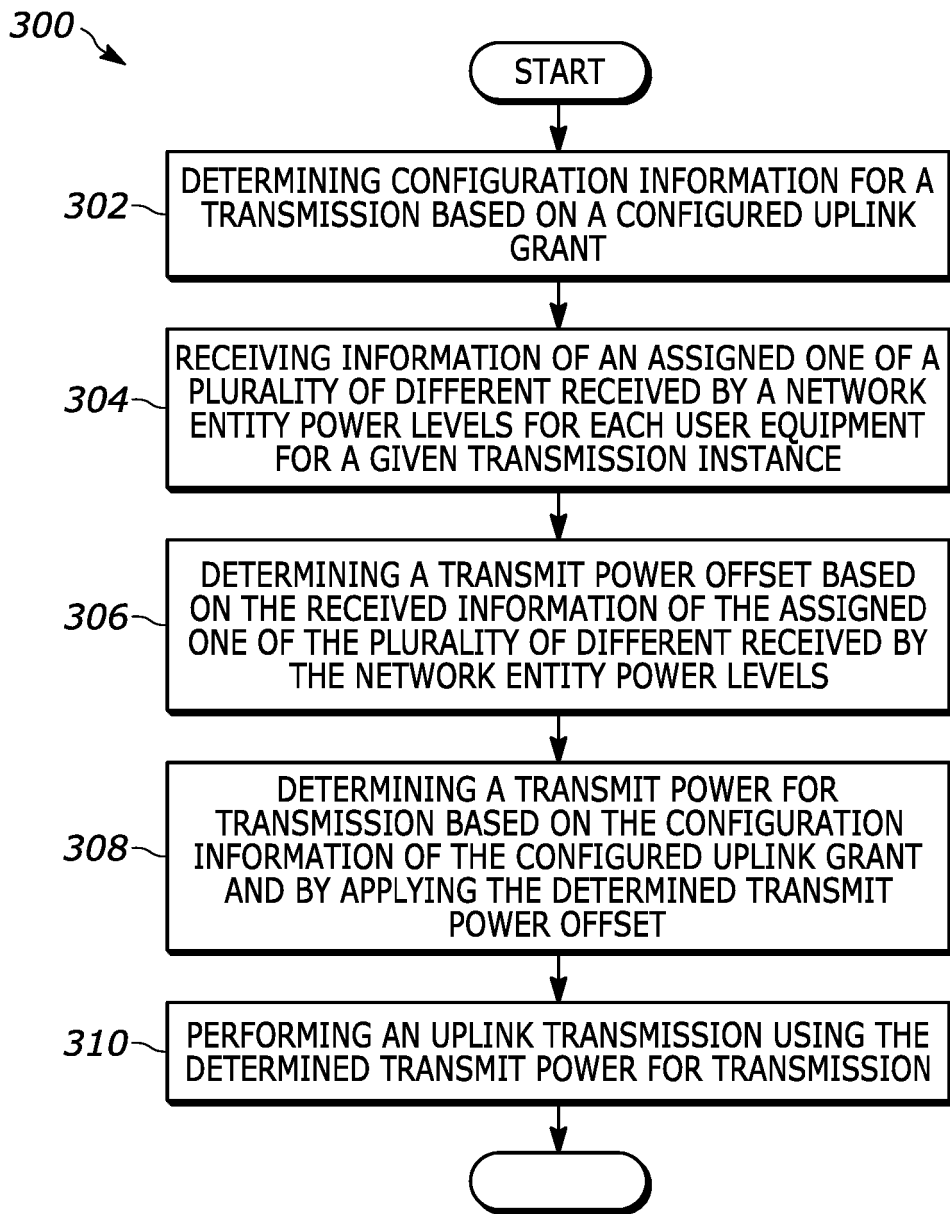 300
START
302
DETERMINING CONFIGURATION INFORMATION FOR A
TRANSMISSION BASED ON A CONFIGURED UPLINK
GRANT
304
RECEIVING INFORMATION OF AN ASSIGNED ONE OF A
PLURALITY OF DIFFERENT RECEIVED BY A NETWORK
ENTITY POWER LEVELS FOR EACH USER EQUIPMENT
FOR A GIVEN TRANSMISSION INSTANCE
306
DETERMINING A TRANSMIT POWER OFFSET BASED
ON THE RECEIVED INFORMATION OF THE ASSIGNED
ONE OF THE PLURALITY OF DIFFERENT RECEIVED BY
THE NETWORK ENTITY POWER LEVELS
308
DETERMINING A TRANSMIT POWER FOR
TRANSMISSION BASED ON THE CONFIGURATION
INFORMATION OF THE CONFIGURED UPLINK GRANT
AND BY APPLYING THE DETERMINED TRANSMIT
POWER OFFSET
310
PERFORMING AN UPLINK TRANSMISSION USING THE
DETERMINED TRANSMIT POWER FOR TRANSMISSION